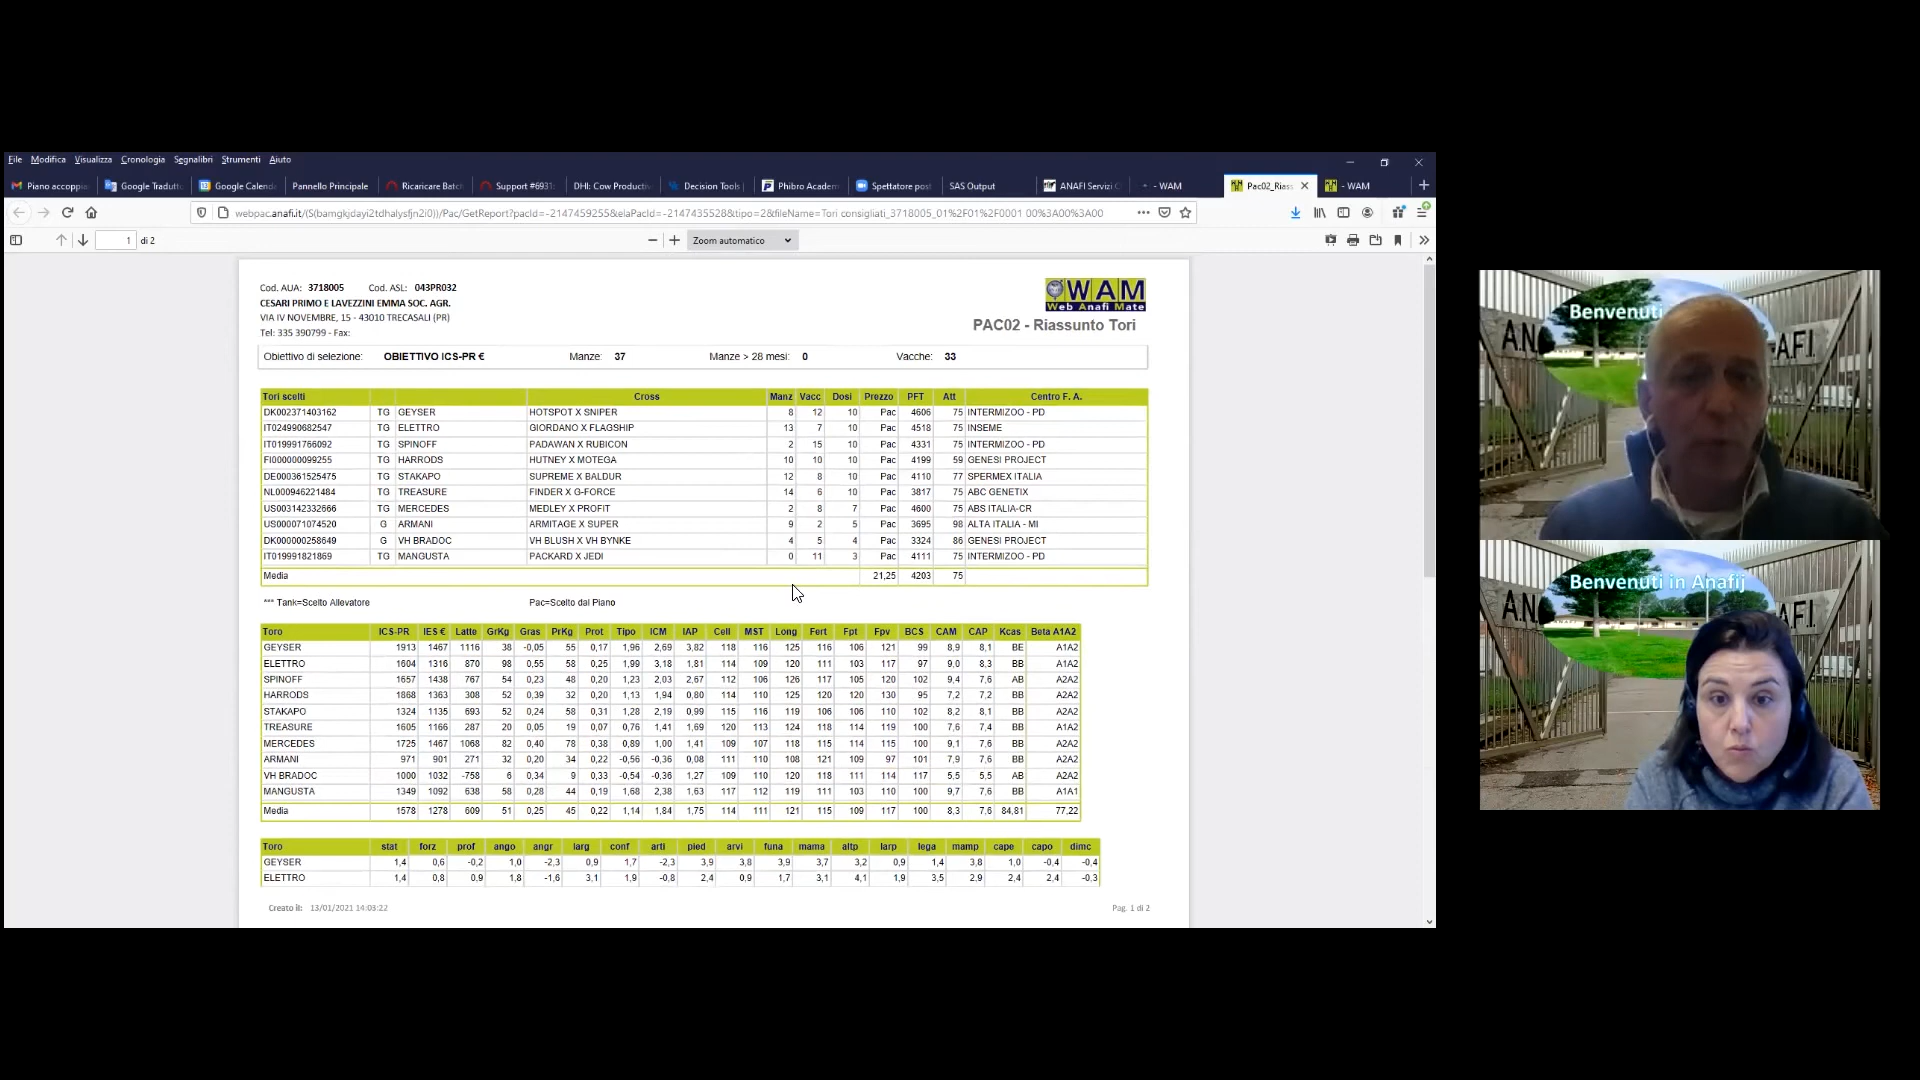 File Modifica Visualizza Cronologia Segnalibri Strumenti Aiuto
Piano accoppi Google Tradutt Google Calend Pannello Principale Ricaricare Batch Support #693 DHI: Cow Producti Decision Tools | Phibro Academ Spettatore post SAS Output ANAFI Servizi C - WAM Pac02_Rias - WAM
webpac.anafi.it/(S(bamgkjdayi2tdhalysfjn2i0))/Pac/GetReport?pacId=-2147459255&elaPacId=-2147435528&tipo=2&fileName=Tori consigliati_3718005_01%2F01%2F0001 00%3A00%3A00
1 di 2 Zoom automatico
Cod. AUA: 3718005 Cod. ASL: 043PR032
CESARI PRIMO E LAVEZZINI EMMA SOC. AGR.
VIA IV NOVEMBRE, 15 - 43010 TRECASALI (PR)
Tel: 335 390799 - Fax:
WAM
Web Anafi Mate
PAC02 - Riassunto Tori
Obiettivo di selezione: OBIETTIVO ICS-PR € Manze: 37 Manze > 28 mesi: 0 Vacche: 33
Tori scelti Cross Manz Vacc Dosi Prezzo PFT Att Centro F. A.
DK002371403162 TG GEYSER HOTSPOT X SNIPER 8 12 10 Pac 4606 75 INTERMIZOO - PD
IT024990682547 TG ELETTRO GIORDANO X FLAGSHIP 13 7 10 Pac 4518 75 INSEME
IT019991766092 TG SPINOFF PADAWAN X RUBICON 2 15 10 Pac 4331 75 INTERMIZOO - PD
FI000000099255 TG HARRODS HUTNEY X MOTEGA 10 10 10 Pac 4199 59 GENESI PROJECT
DE000361525475 TG STAKAPO SUPREME X BALDUR 12 8 10 Pac 4110 77 SPERMEX ITALIA
NL000946221484 TG TREASURE FINDER X G-FORCE 14 6 10 Pac 3817 75 ABC GENETIX
US003142332666 TG MERCEDES MEDLEY X PROFIT 2 8 7 Pac 4600 75 ABS ITALIA-CR
US000071074520 G ARMANI ARMITAGE X SUPER 9 2 5 Pac 3695 98 ALTA ITALIA - MI
DK000000258649 G VH BRADOC VH BLUSH X VH BYNKE 4 5 4 Pac 3324 86 GENESI PROJECT
IT019991821869 TG MANGUSTA PACKARD X JEDI 0 11 3 Pac 4111 75 INTERMIZOO - PD
Media 21,25 4203 75
*** Tank=Scelto Allevatore Pac=Scelto dal Piano
Toro ICS-PR IES € Latte GrKg Gras PrKg Prot Tipo ICM IAP Cell MST Long Fert Fpt Fpv BCS CAM CAP Kcas Beta A1A2
GEYSER 1913 1467 1116 38 -0,05 55 0,17 1,96 2,69 3,82 118 116 125 116 106 121 99 8,9 8,1 BE A1A2
ELETTRO 1604 1316 870 98 0,55 58 0,25 1,99 3,18 1,81 114 109 120 111 103 117 97 9,0 8,3 BB A1A2
SPINOFF 1657 1438 767 54 0,23 48 0,20 1,23 2,03 2,67 112 106 126 117 105 120 102 9,4 7,6 AB A2A2
HARRODS 1868 1363 308 52 0,39 32 0,20 1,13 1,94 0,80 114 110 125 120 120 130 95 7,2 7,2 BB A2A2
STAKAPO 1324 1135 693 52 0,24 58 0,31 1,28 2,19 0,99 115 116 119 106 106 110 102 8,2 8,1 BB A2A2
TREASURE 1605 1166 287 20 0,05 19 0,07 0,76 1,41 1,69 120 113 124 118 114 119 100 7,6 7,4 BB A1A2
MERCEDES 1725 1467 1068 82 0,40 78 0,38 0,89 1,00 1,41 109 107 118 115 114 115 100 9,1 7,6 BB A2A2
ARMANI 971 901 271 32 0,20 34 0,22 -0,56 -0,36 0,08 111 110 108 121 109 97 101 7,9 7,6 BB A2A2
VH BRADOC 1000 1032 -758 6 0,34 9 0,33 -0,54 -0,36 1,27 109 110 120 118 111 114 117 5,5 5,5 AB A2A2
MANGUSTA 1349 1092 638 58 0,28 44 0,19 1,68 2,38 1,63 117 112 119 111 103 110 100 9,7 7,6 BB A1A1
Media 1578 1278 609 51 0,25 45 0,22 1,14 1,84 1,75 114 111 121 115 109 117 100 8,3 7,6 84,81 77,22
Toro stat forz prof ango angr larg conf arti pied arvi funa mama altp larp lega mamp cape capo dimc
GEYSER 1,4 0,6 -0,2 1,0 -2,3 0,9 1,7 -2,3 3,9 3,8 3,9 3,7 3,2 0,9 1,4 3,8 1,0 -0,4 -0,4
ELETTRO 1,4 0,8 0,9 1,8 -1,6 3,1 1,9 -0,8 2,4 0,9 1,7 3,1 4,1 1,9 3,5 2,9 2,4 2,4 -0,3
Creato il: 13/01/2021 14:03:22 Pag. 1 di 2
Benvenuti
A.N. A.F.I.
Benvenuti in Anafij
A.N. A.F.I.